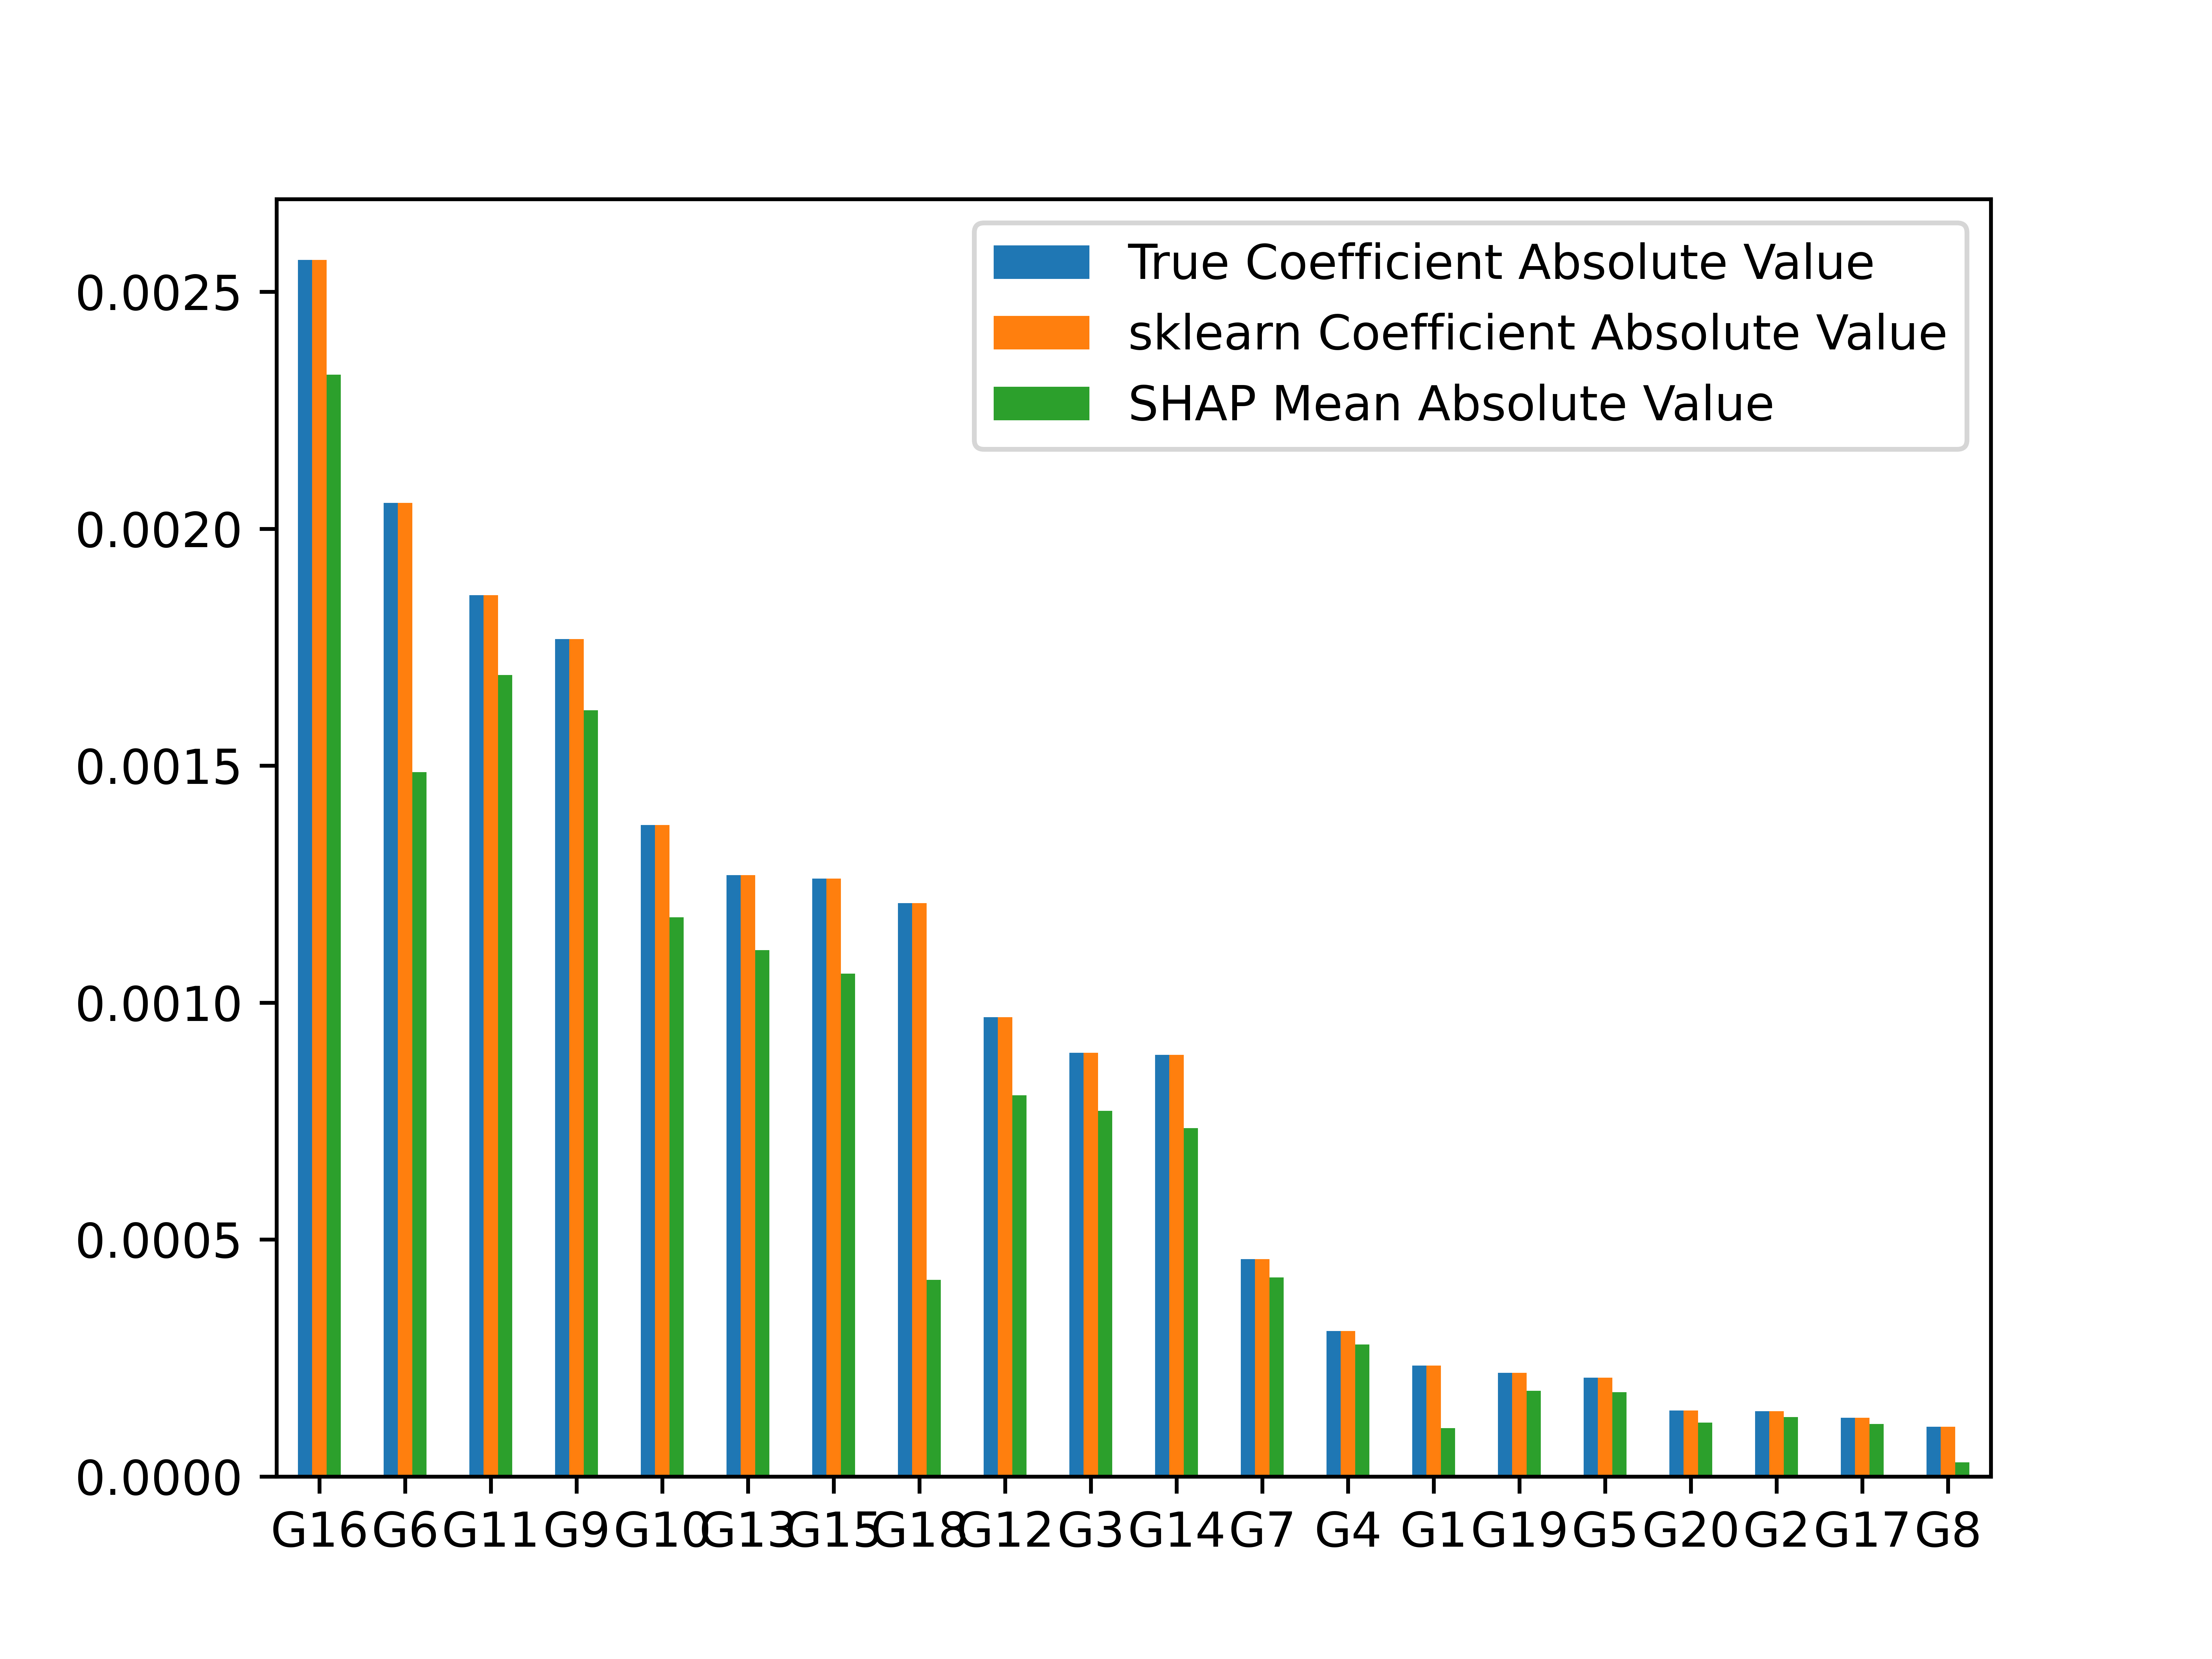 True Coefficient Absolute Value
sklearn Coefficient Absolute Value
SHAP Mean Absolute Value
0.0025
0.0020
0.0015
0.0010
0.0005
0.0000
G16 G6 G11 G9 G10 G13 G15 G18 G12 G3 G14 G7 G4 G1 G19 G5 G20 G2 G17 G8